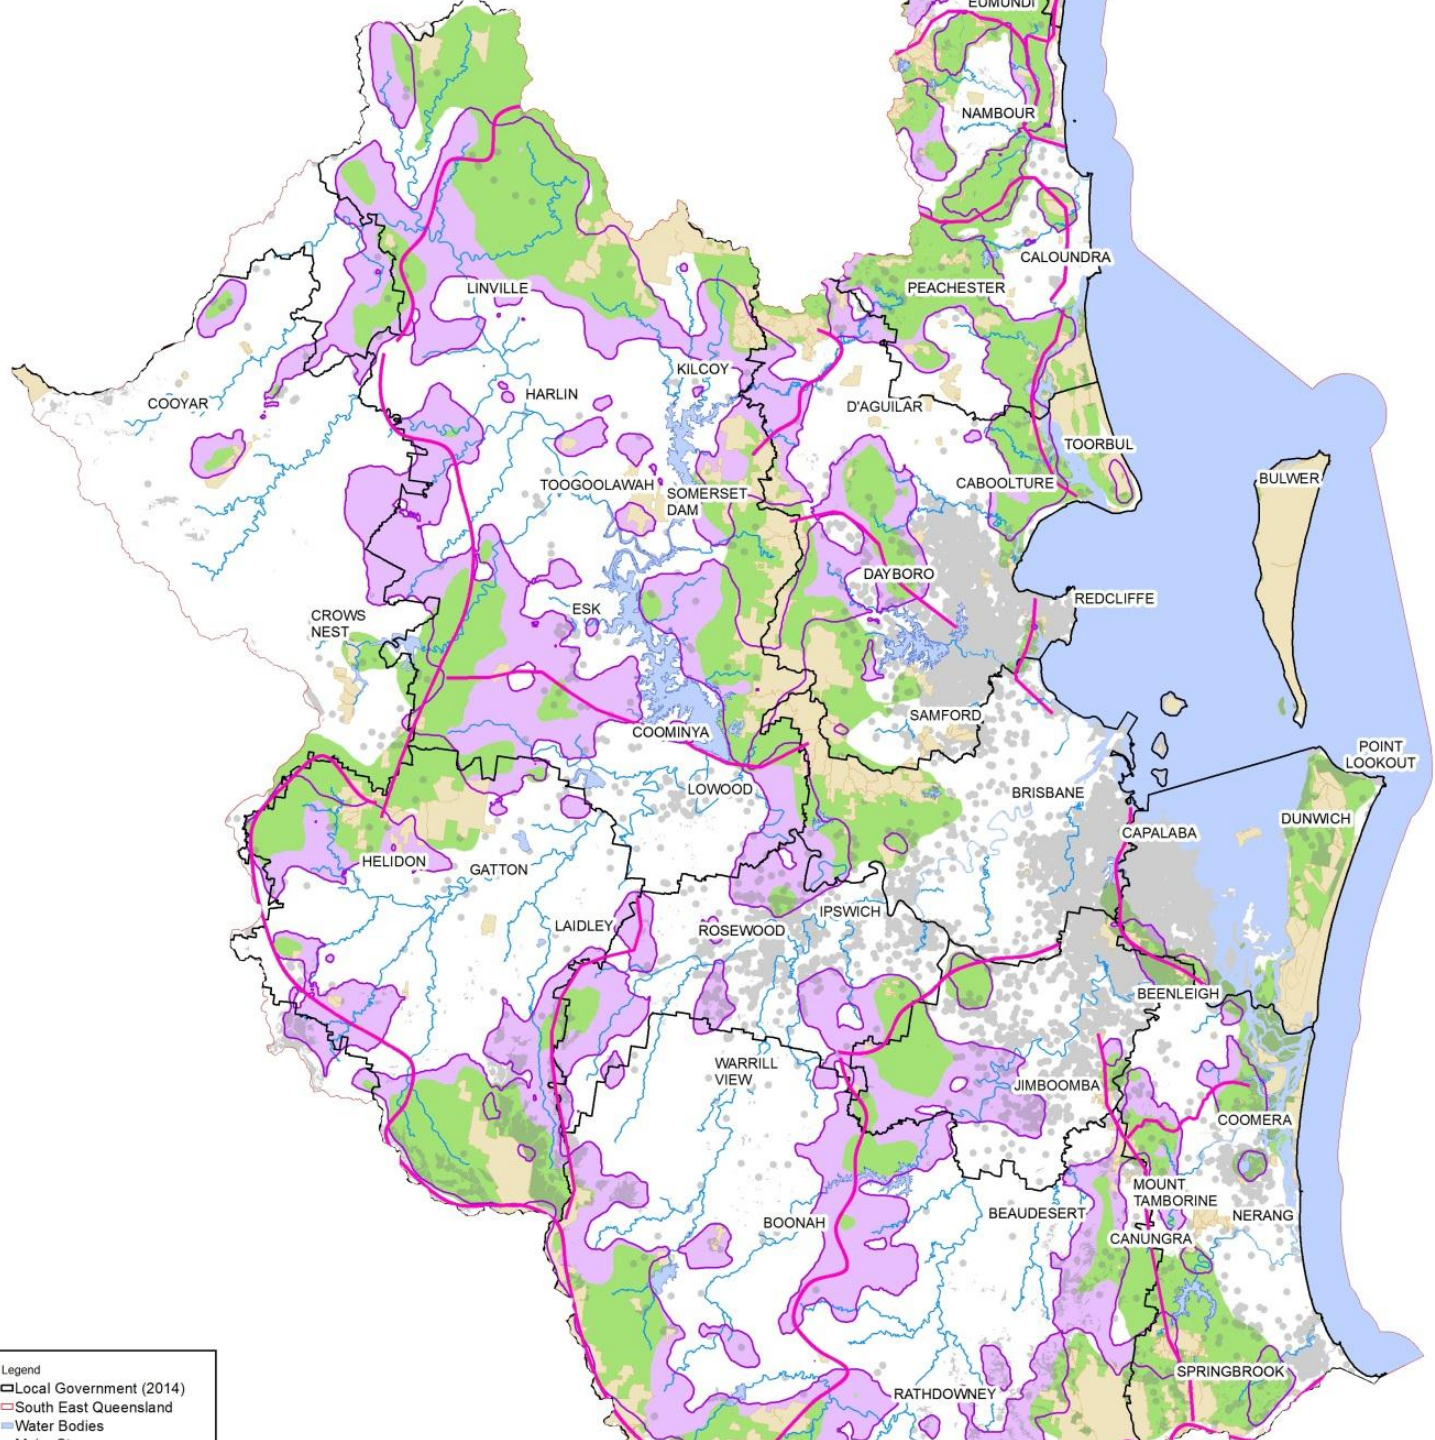 EUMUNDI
NAMBOUR
CALOUNDRA
PEACHESTER
LINVILLE
KILCOY
HARLIN
COOYAR
D'AGUILAR
TOORBUL
BULWER
CABOOLTURE
TOOGOOLAWAH
SOMERSET
DAM
DAYBORO
REDCLIFFE
ESK
CROWS
NEST
SAMFORD
COOMINYA
POINT
LOOKOUT
LOWOOD
BRISBANE
DUNWICH
CAPALABA
HELIDON
GATTON
IPSWICH
LAIDLEY
ROSEWOOD
BEENLEIGH
WARRILL
VIEW
JIMBOOMBA
COOMERA
MOUNT
TAMBORINE
BEAUDESERT
NERANG
BOONAH
CANUNGRA
SPRINGBROOK
RATHDOWNEY
Legend
Local Government (2014)
South East Queensland
Water Bodies